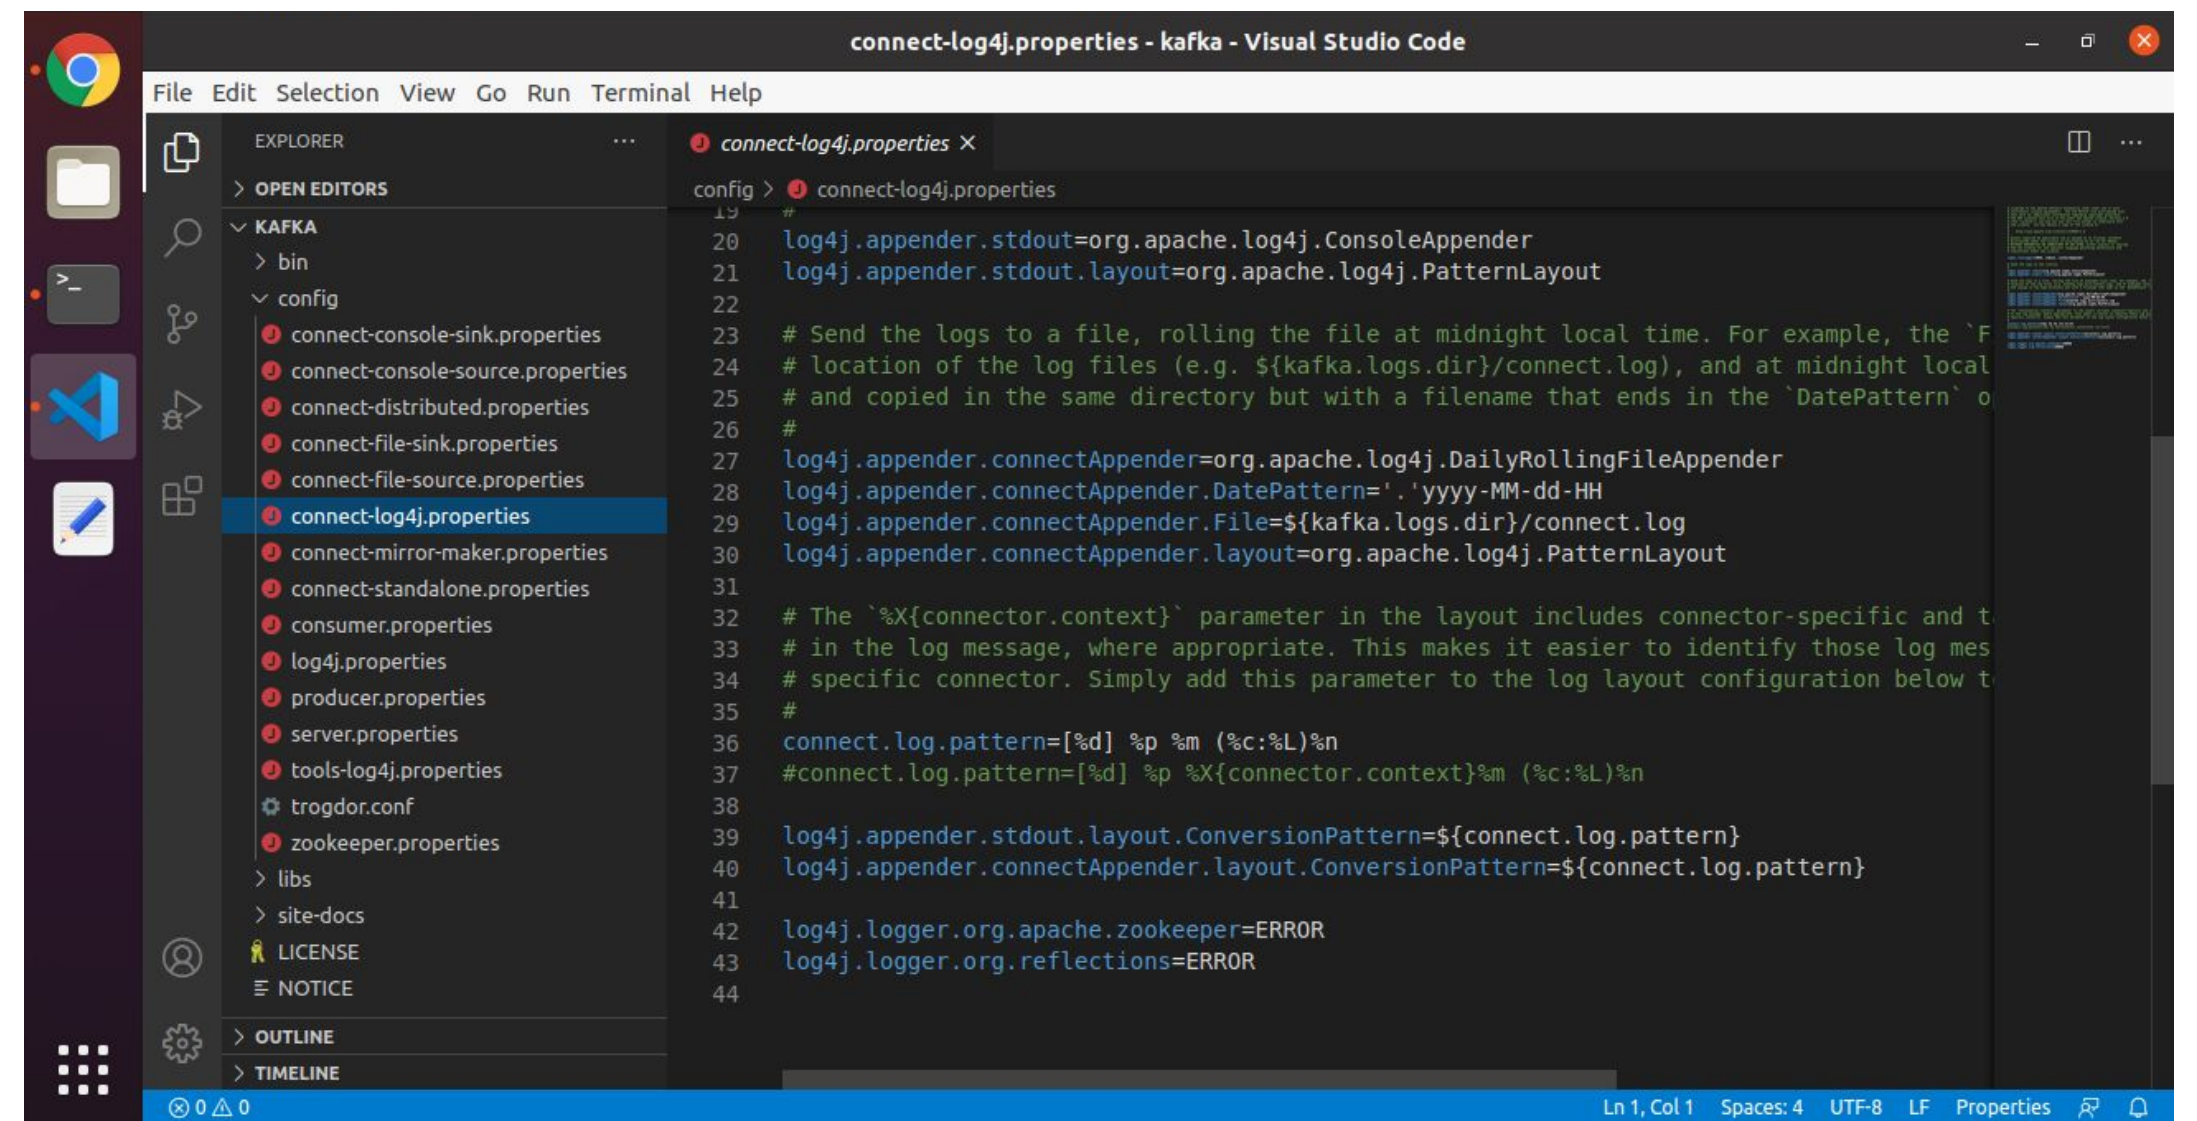 connect-log4j.properties - kafka - Visual Studio Code
File Edit Selection View Go Run Terminal Help
EXPLORER
OPEN EDITORS
KAFKA
bin
config
connect-console-sink.properties
connect-console-source.properties
connect-distributed.properties
connect-file-sink.properties
connect-file-source.properties
connect-log4j.properties
connect-mirror-maker.properties
connect-standalone.properties
consumer.properties
log4j.properties
producer.properties
server.properties
tools-log4j.properties
trogdor.conf
zookeeper.properties
libs
site-docs
LICENSE
NOTICE
OUTLINE
TIMELINE
connect-log4j.properties
config > connect-log4j.properties
19 #
20 log4j.appender.stdout=org.apache.log4j.ConsoleAppender
21 log4j.appender.stdout.layout=org.apache.log4j.PatternLayout
22
23 # Send the logs to a file, rolling the file at midnight local time. For example, the `F
24 # location of the log files (e.g. ${kafka.logs.dir}/connect.log), and at midnight local
25 # and copied in the same directory but with a filename that ends in the `DatePattern` o
26 #
27 log4j.appender.connectAppender=org.apache.log4j.DailyRollingFileAppender
28 log4j.appender.connectAppender.DatePattern='.'yyyy-MM-dd-HH
29 log4j.appender.connectAppender.File=${kafka.logs.dir}/connect.log
30 log4j.appender.connectAppender.layout=org.apache.log4j.PatternLayout
31
32 # The `%X{connector.context}` parameter in the layout includes connector-specific and t
33 # in the log message, where appropriate. This makes it easier to identify those log mes
34 # specific connector. Simply add this parameter to the log layout configuration below t
35 #
36 connect.log.pattern=[%d] %p %m (%c:%L)%n
37 #connect.log.pattern=[%d] %p %X{connector.context}%m (%c:%L)%n
38
39 log4j.appender.stdout.layout.ConversionPattern=${connect.log.pattern}
40 log4j.appender.connectAppender.layout.ConversionPattern=${connect.log.pattern}
41
42 log4j.logger.org.apache.zookeeper=ERROR
43 log4j.logger.org.reflections=ERROR
44
0 0
Ln 1, Col 1 Spaces: 4 UTF-8 LF Properties